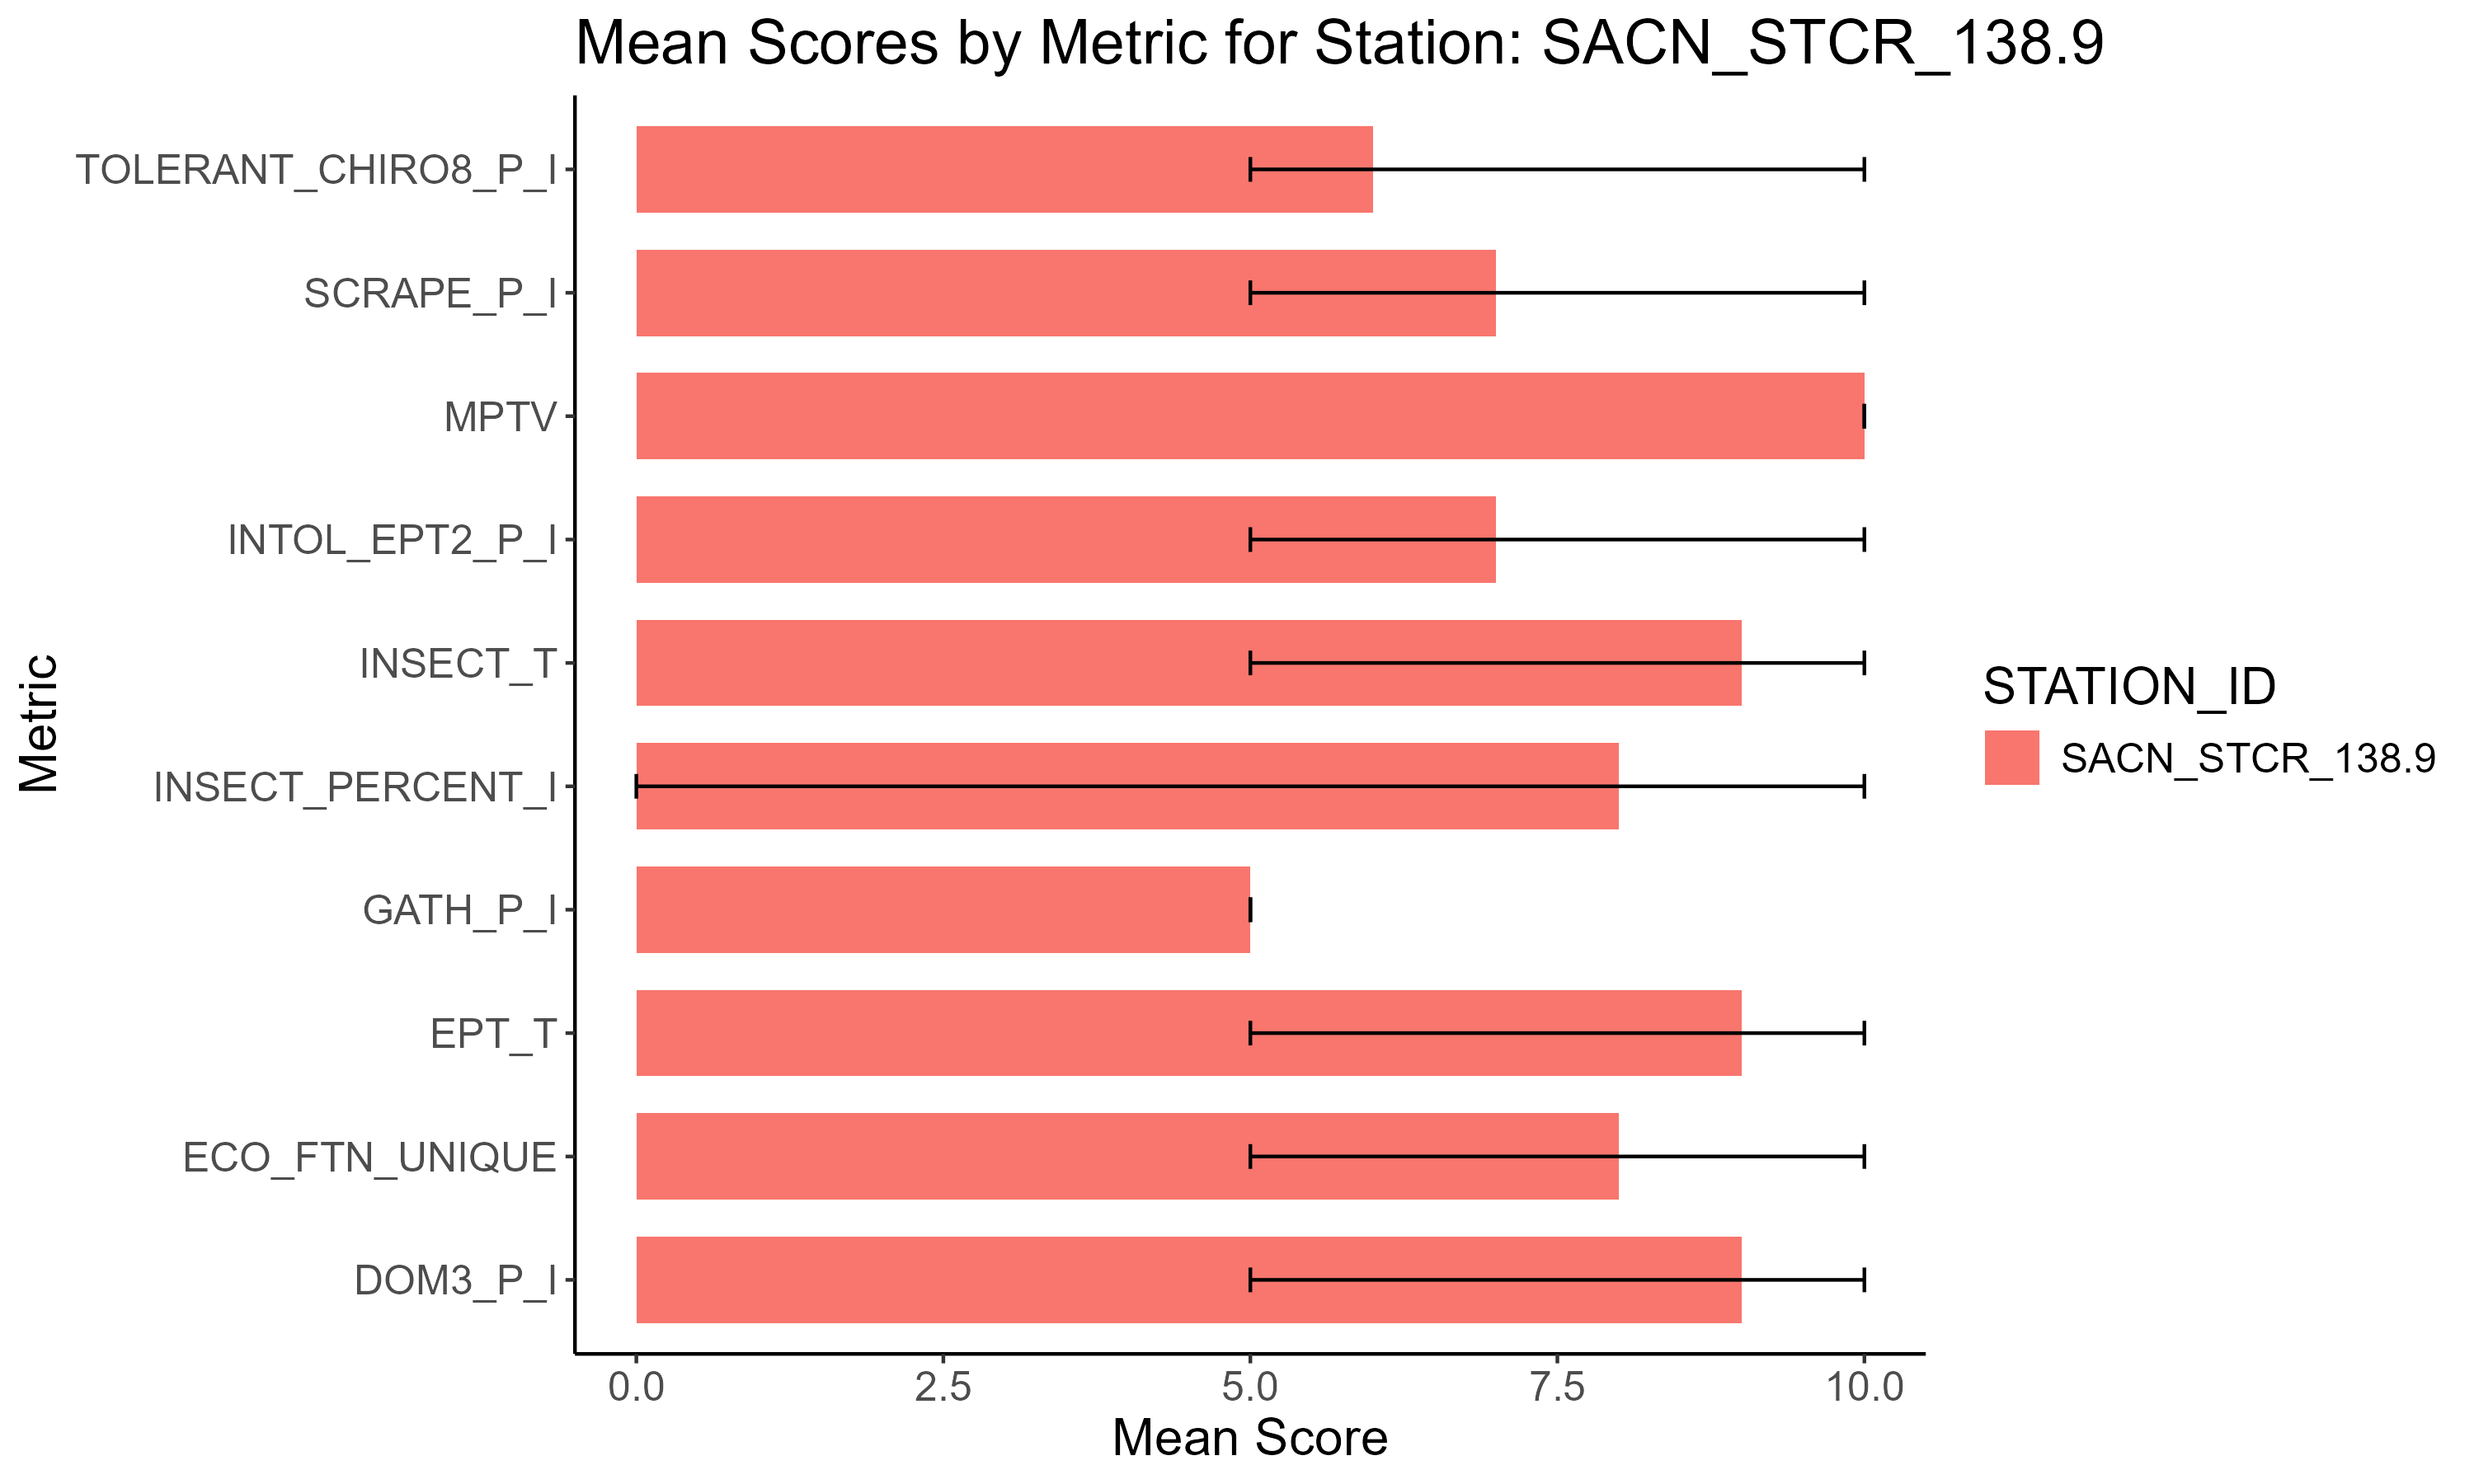 Mean Scores by Metric for Station: SACN_STCR_138.9
TOLERANT_CHIRO8_P_I
SCRAPE_P_I
MPTV
INTOL_EPT2_P_I
INSECT_T
INSECT_PERCENT_I
GATH_P_I
EPT_T
ECO_FTN_UNIQUE
DOM3_P_I
Metric
0.0 2.5 5.0 7.5 10.0
Mean Score
STATION_ID
SACN_STCR_138.9